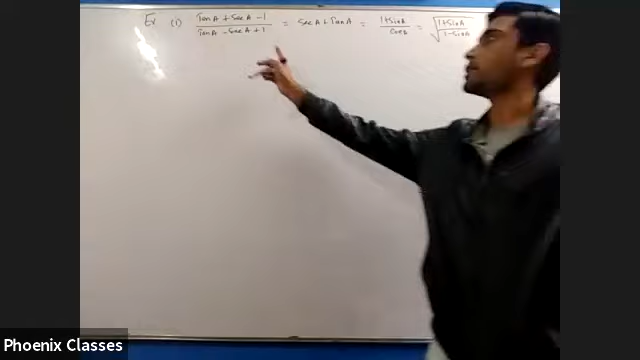 Ex (1) TanA + SecA - 1 / TanA - SecA + 1 = SecA + TanA = 1+SinA / CosA = √(1+SinA / 1-SinA)
Phoenix Classes